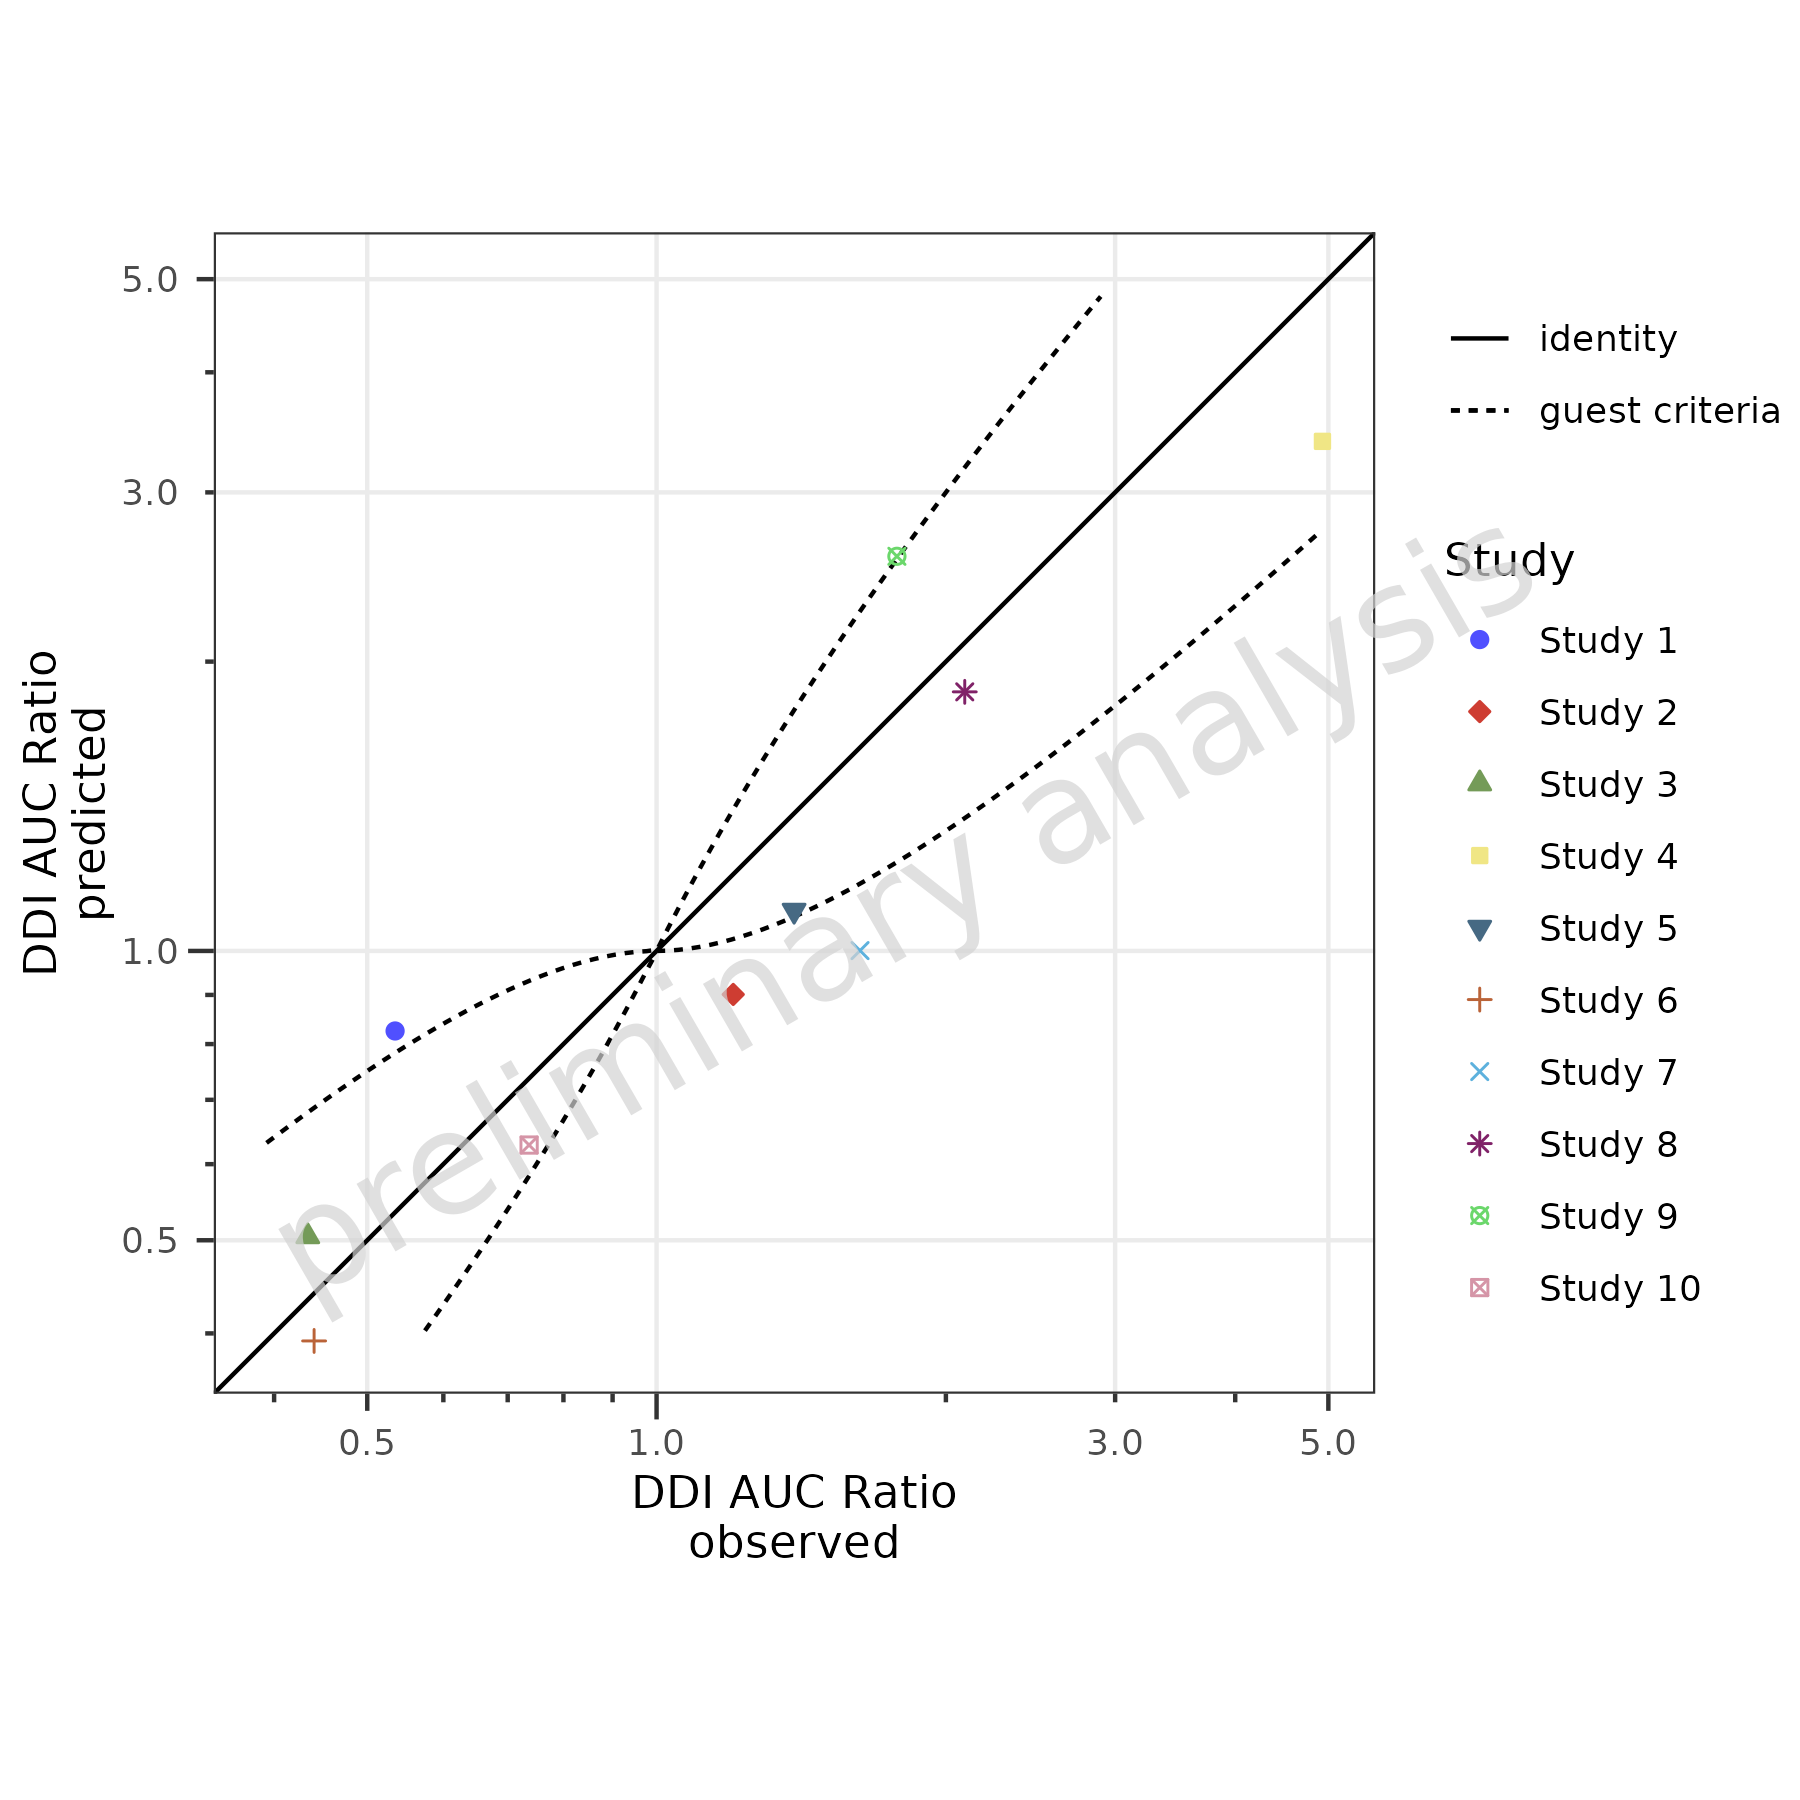 5.0
3.0
1.0
0.5
DDI AUC Ratio
predicted
0.5
1.0
3.0
5.0
DDI AUC Ratio
observed
preliminary analysis
identity
guest criteria
Study
Study 1
Study 2
Study 3
Study 4
Study 5
Study 6
Study 7
Study 8
Study 9
Study 10